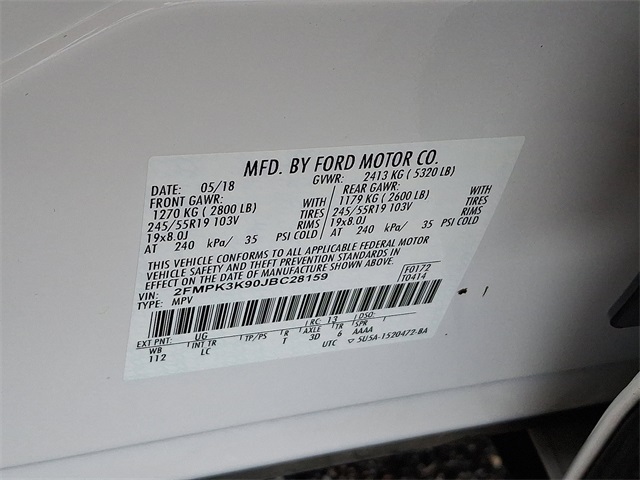 MFD. BY FORD MOTOR CO.
DATE: 05/18 GVWR: 2413 KG ( 5320 LB)
FRONT GAWR: REAR GAWR:
1270 KG ( 2800 LB) WITH 1179 KG ( 2600 LB) WITH
245/55R19 103V TIRES 245/55R19 103V TIRES
19x8.0J RIMS 19x8.0J RIMS
AT 240 kPa/ 35 PSI COLD AT 240 kPa/ 35 PSI COLD
THIS VEHICLE CONFORMS TO ALL APPLICABLE FEDERAL MOTOR
VEHICLE SAFETY AND THEFT PREVENTION STANDARDS IN
EFFECT ON THE DATE OF MANUFACTURE SHOWN ABOVE.
VIN: 2FMPK3K90JBC28159 F0172
TYPE: MPV T0414
EXT PNT: UG RC: 13 DSO:
WB INT TR TP/PS R AXLE TR SPR
112 LC T 3D 6 AAAA
UTC ▽ 5U5A-1520472-BA